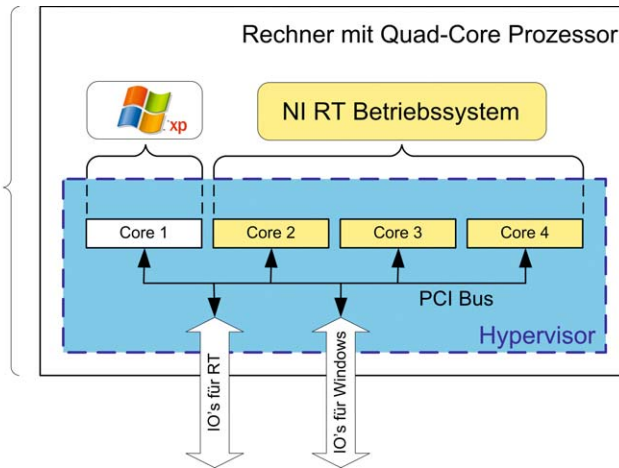 Rechner mit Quad-Core Prozessor
xp
NI RT Betriebssystem
Core 1
Core 2
Core 3
Core 4
PCI Bus
Hypervisor
IO's für RT
IO's für Windows